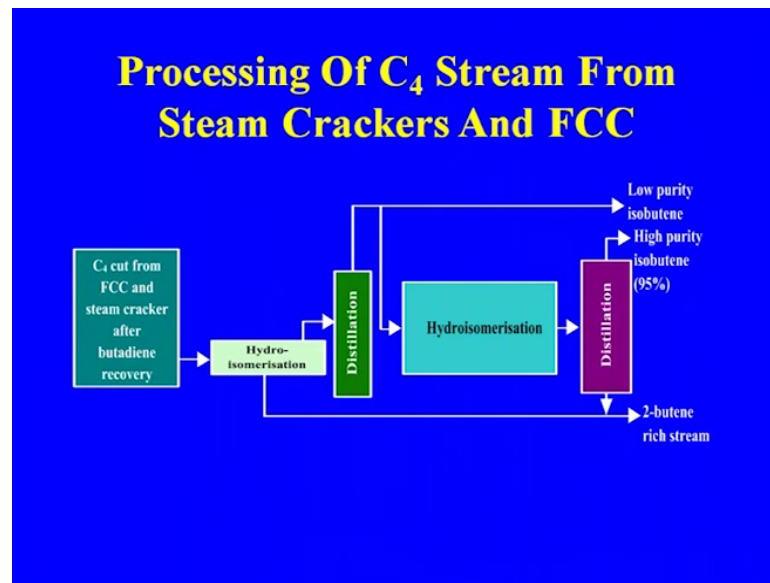 Processing Of C₄ Stream From
Steam Crackers And FCC
Low purity
isobutene
High purity
isobutene
(95%)
C₄ cut from
FCC and
steam cracker
after
butadiene
recovery
Hydro-
isomerisation
Distillation
Hydroisomerisation
Distillation
2-butene
rich stream